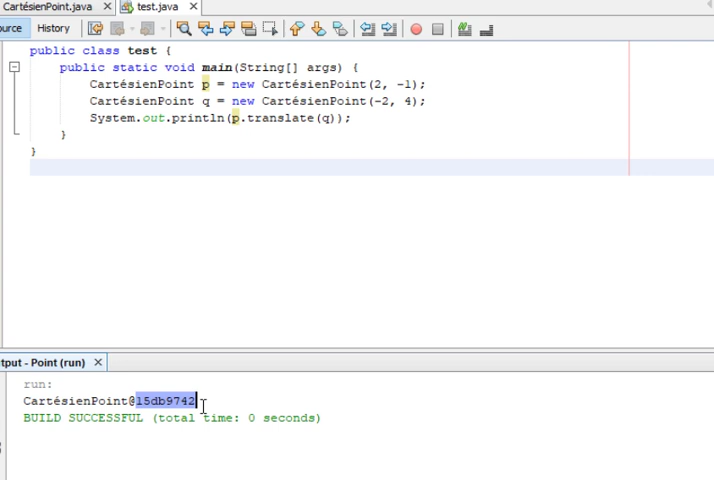 CartésienPoint.java × test.java ×
ource History
public class test {
public static void main(String[] args) {
CartésienPoint p = new CartésienPoint(2, -1);
CartésienPoint q = new CartésienPoint(-2, 4);
System.out.println(p.translate(q));
}
}
tput - Point (run) ×
run:
CartésienPoint@15db9742
BUILD SUCCESSFUL (total time: 0 seconds)